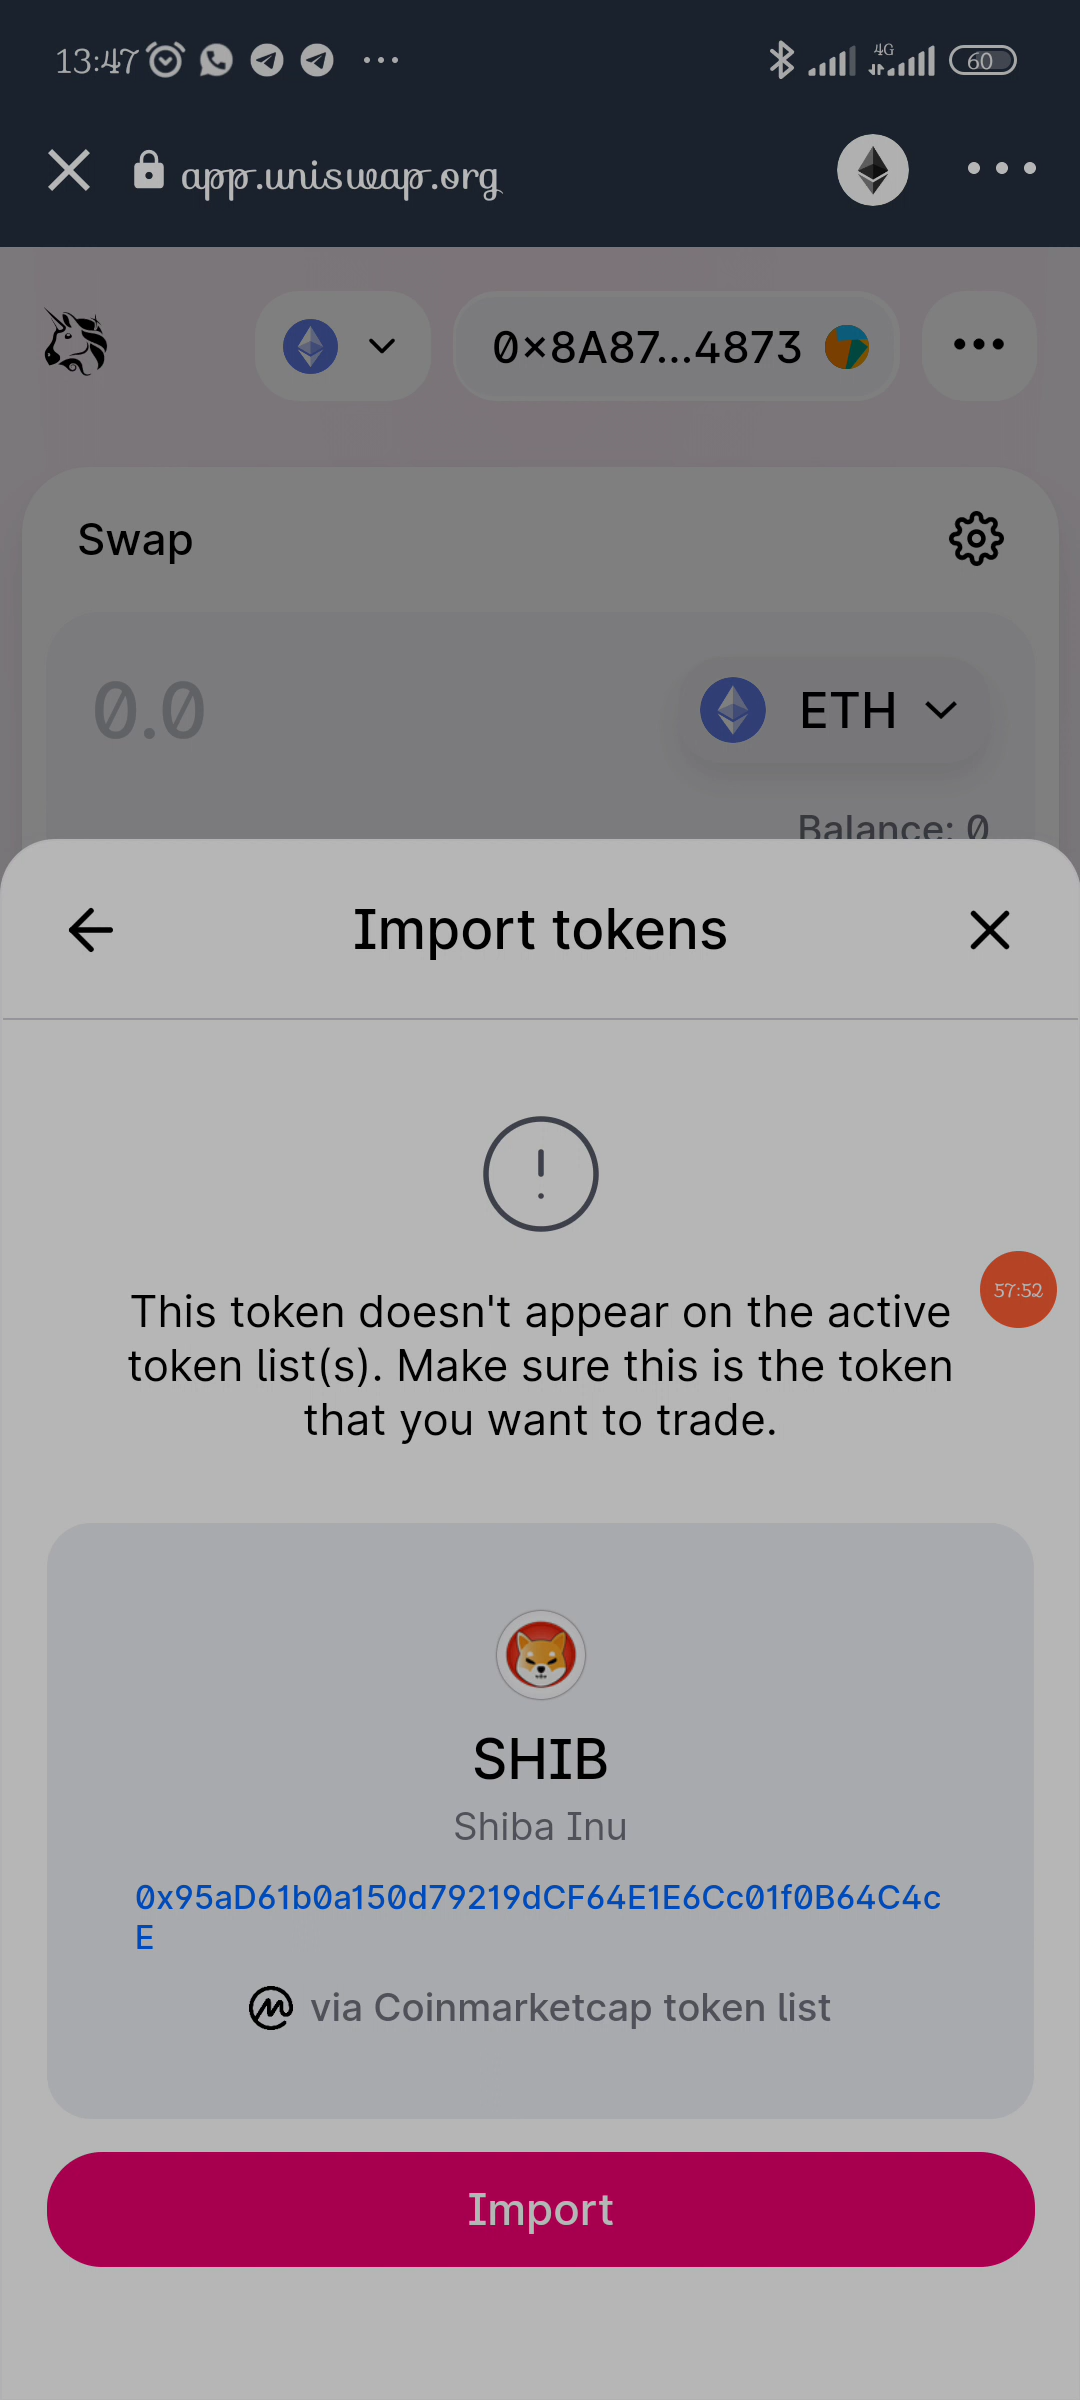 13:47
4G
60
app.uniswap.org
0×8A87...4873
Swap
0.0
ETH
Balance: 0
Import tokens
This token doesn't appear on the active
57:52
token list(s). Make sure this is the token
that you want to trade.
SHIB
Shiba Inu
0x95aD61b0a150d79219dCF64E1E6Cc01f0B64C4c
E
via Coinmarketcap token list
Import